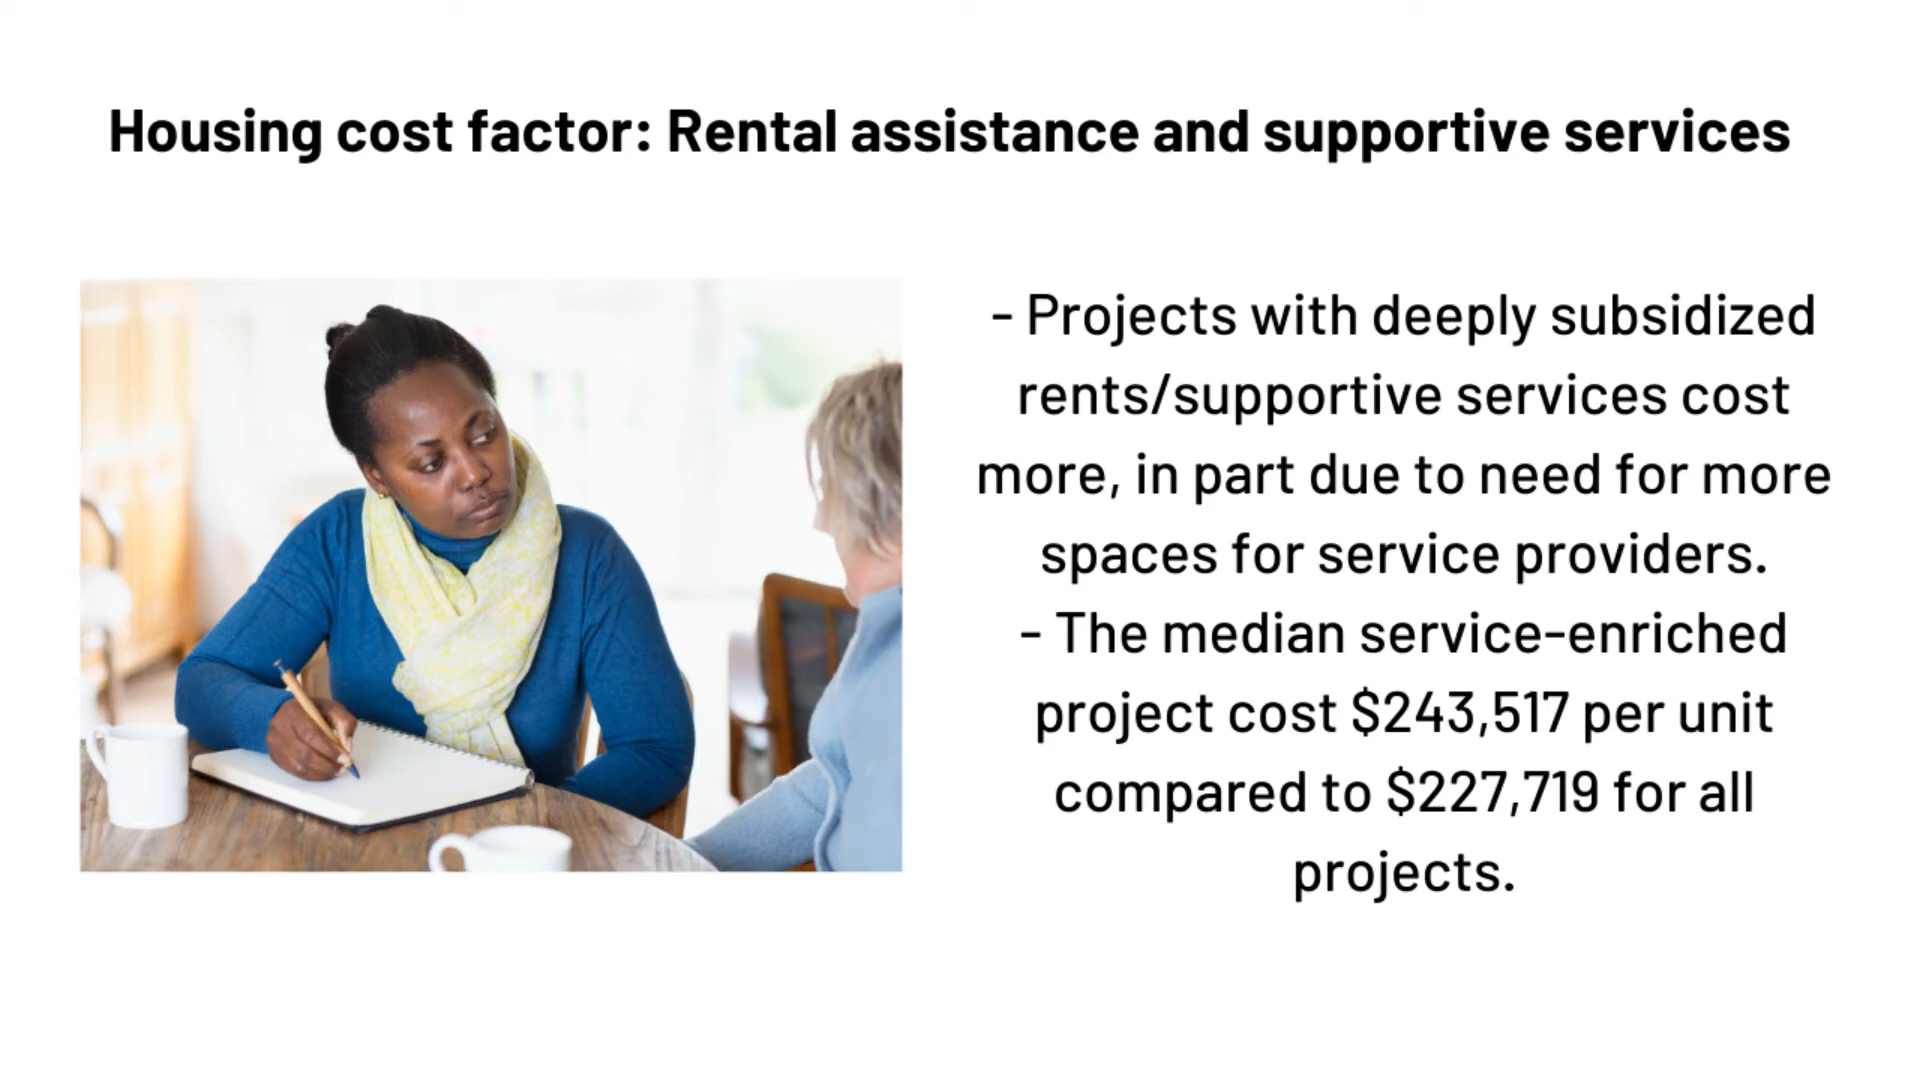 Housing cost factor: Rental assistance and supportive services
- Projects with deeply subsidized
rents/supportive services cost
more, in part due to need for more
spaces for service providers.
- The median service-enriched
project cost $243,517 per unit
compared to $227,719 for all
projects.